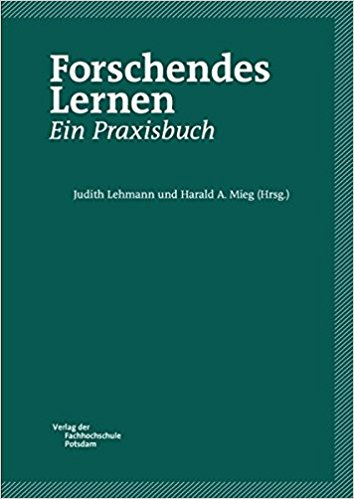 Forschendes
Lernen
Ein Praxisbuch
Judith Lehmann und Harald A. Mieg (Hrsg.)
Verlag der
Fachhochschule
Potsdam